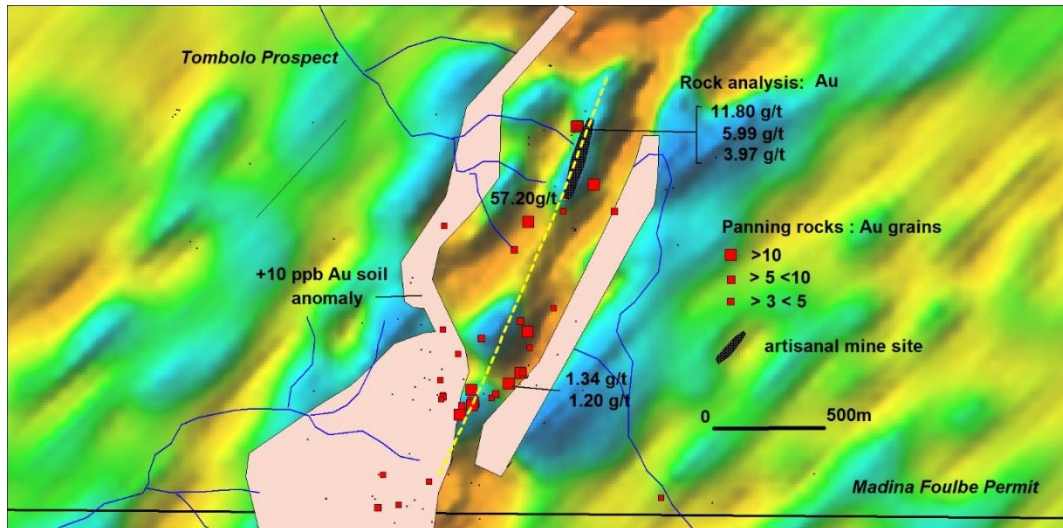 Tombolo Prospect
Rock analysis: Au
11.80 g/t
5.99 g/t
3.97 g/t
57.20g/t
Panning rocks : Au grains
>10
> 5 <10
> 3 < 5
+10 ppb Au soil
anomaly
artisanal mine site
1.34 g/t
1.20 g/t
0 500m
Madina Foulbe Permit